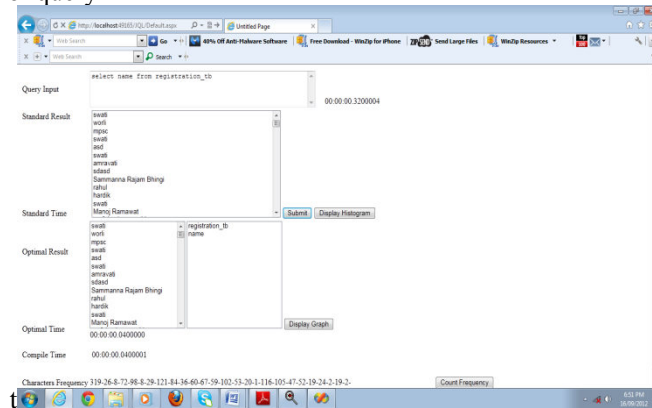 http://localhost:49165/JQL/Default.aspx
Untitled Page
Web Search
Go
40% Off Anti-Malware Software
Free Download - WinZip for iPhone
Send Large Files
WinZip Resources
Web Search
Search
Query Input
select name from registration_tb
00:00:00.3200004
Standard Result
swati
worli
mpsc
swati
asd
swati
amravati
sdasd
Sammanna Rajam Bhingi
rahul
hardik
swati
Manoj Ramawat
Standard Time
Submit
Display Histogram
Optimal Result
swati
worli
mpsc
swati
asd
swati
amravati
sdasd
Sammanna Rajam Bhingi
rahul
hardik
swati
Manoj Ramawat
registration_tb
name
Display Graph
Optimal Time
00:00:00.0400000
Compile Time
00:00:00.0400001
Characters Frequency 319-26-8-72-98-8-29-121-84-36-60-67-59-102-53-20-1-116-105-47-52-19-24-2-19-2-
Count Frequency
t
6:51 PM
16/09/2012